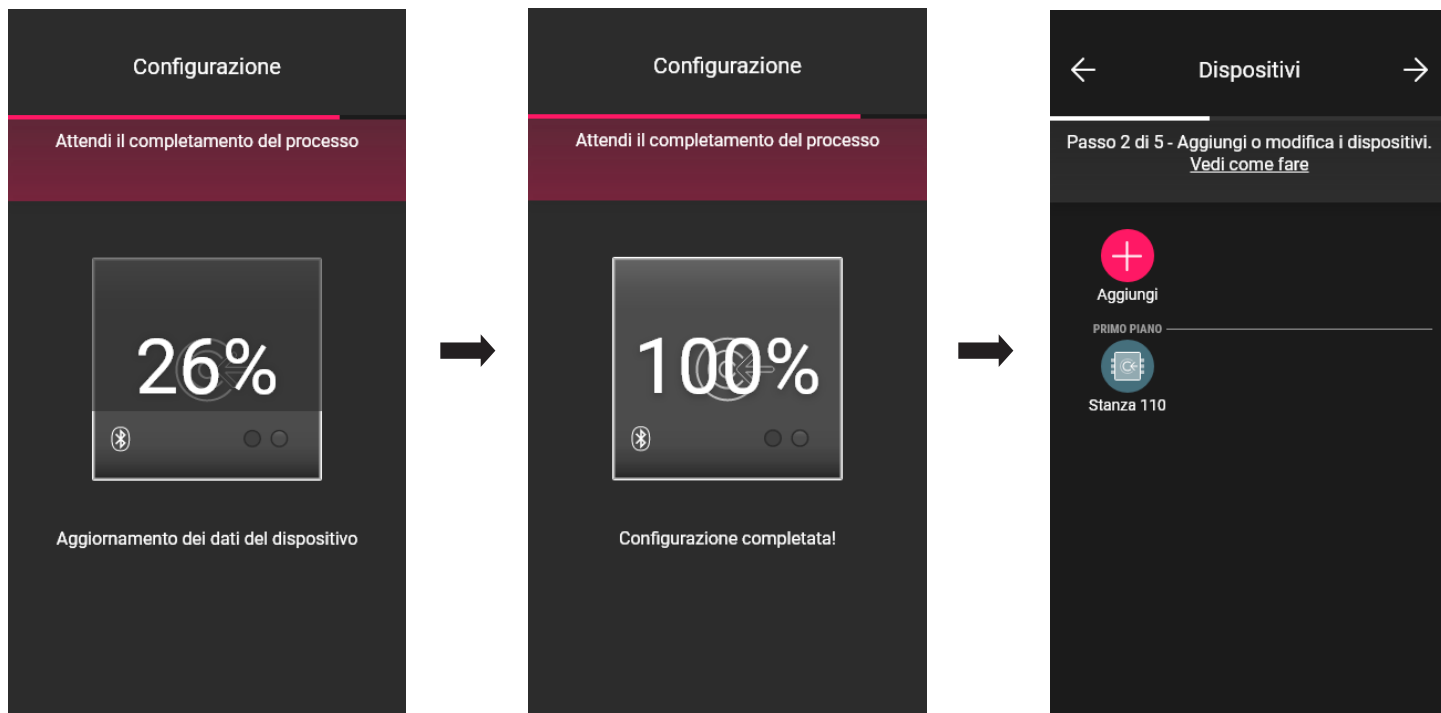 Configurazione
Attendi il completamento del processo
26%
Aggiornamento dei dati del dispositivo
Configurazione
Attendi il completamento del processo
100%
Configurazione completata!
Dispositivi
Passo 2 di 5 - Aggiungi o modifica i dispositivi.
Vedi come fare
Aggiungi
PRIMO PIANO
Stanza 110